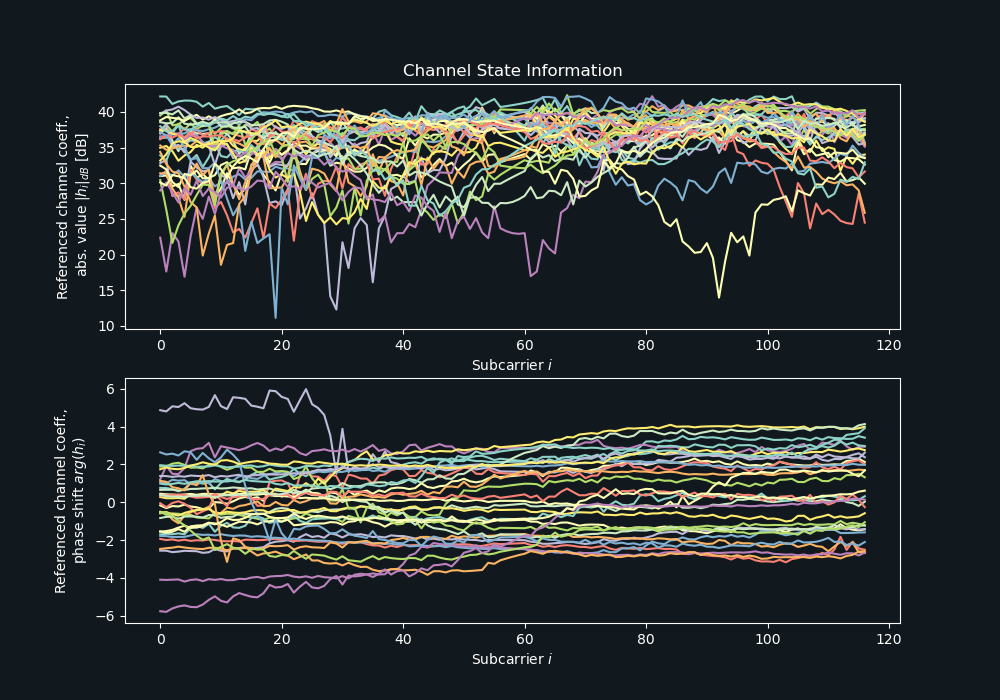 Channel State Information
Referenced channel coeff.,
abs. value |h_i|_{dB} [dB]
40
35
30
25
20
15
10
0 20 40 60 80 100 120
Subcarrier i
Referenced channel coeff.,
phase shift arg(h_i)
6
4
2
0
−2
−4
−6
0 20 40 60 80 100 120
Subcarrier i